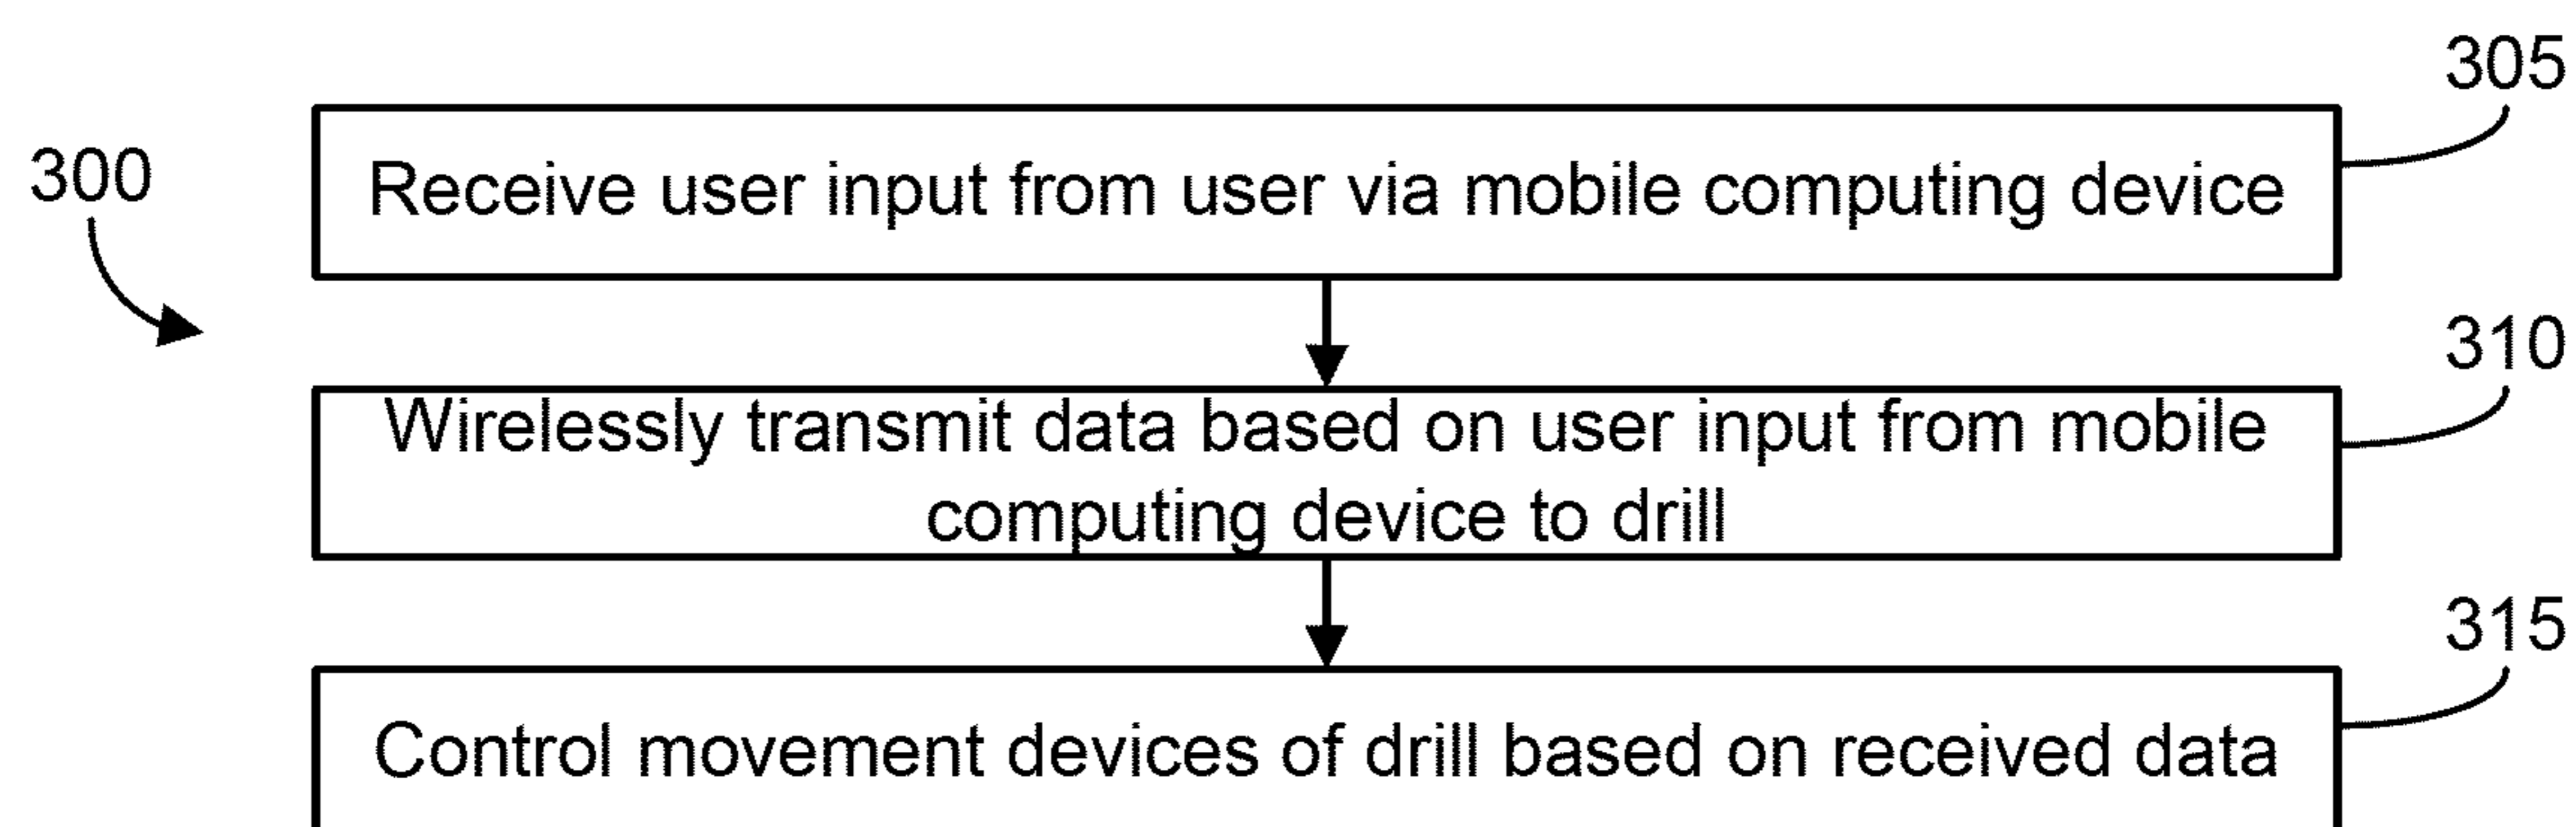 305
300
Receive user input from user via mobile computing device
310
Wirelessly transmit data based on user input from mobile
computing device to drill
315
Control movement devices of drill based on received data